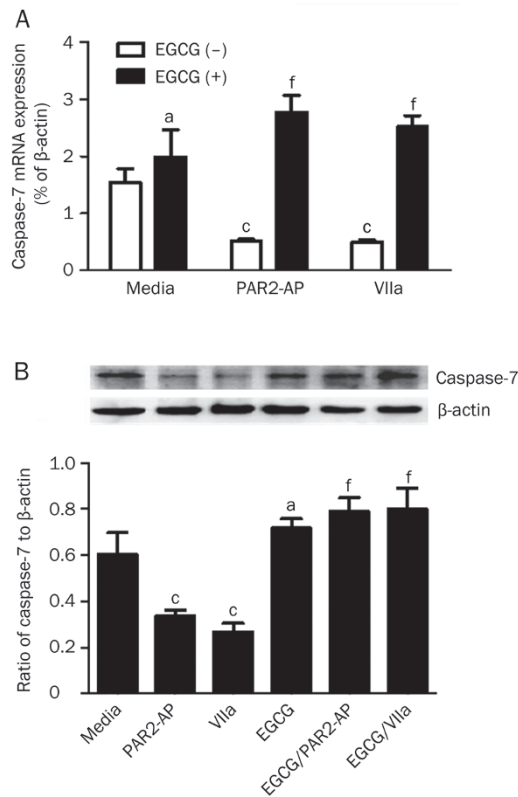 A
EGCG (−)
EGCG (+)
Caspase-7 mRNA expression
(% of β-actin)
4
3
2
1
0
a
c
f
c
f
Media
PAR2-AP
VIIa
B
Caspase-7
β-actin
Ratio of caspase-7 to β-actin
1.0
0.8
0.6
0.4
0.2
0
c
c
a
f
f
Media
PAR2-AP
VIIa
EGCG
EGCG/PAR2-AP
EGCG/VIIa